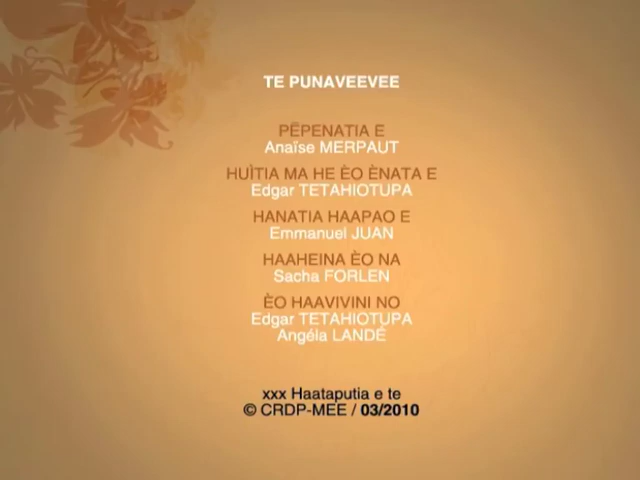 TE PUNAVEEVEE
PĒPENATIA E
Anaïse MERPAUT
HUÌTIA MA HE ÈO ÈNATA E
Edgar TETAHIOTUPA
HANATIA HAAPAO E
Emmanuel JUAN
HAAHEINA ÈO NA
Sacha FORLEN
ÈO HAAVIVINI NO
Edgar TETAHIOTUPA
Angéla LANDÉ
xxx Haataputia e te
© CRDP-MEE / 03/2010